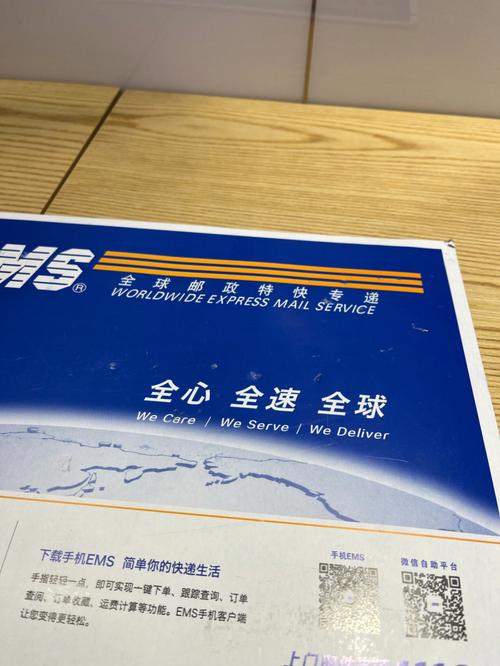 MS®
全球邮政特快专递
WORLDWIDE EXPRESS MAIL SERVICE
全心 全速 全球
We Care / We Serve / We Deliver
下载手机EMS 简单你的快递生活
手指轻轻一点，即可实现一键下单、跟踪查询、订单
查阅、订单收藏、运费计算等功能。EMS手机客户端
让您变得更轻松。
手机EMS
微信自助平台